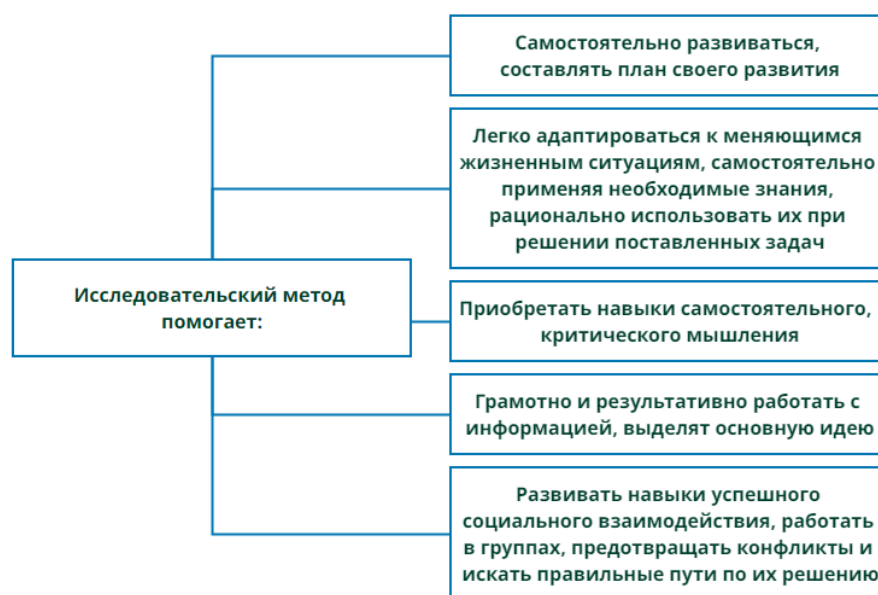 Исследовательский метод
помогает:
Самостоятельно развиваться,
составлять план своего развития
Легко адаптироваться к меняющимся
жизненным ситуациям, самостоятельно
применяя необходимые знания,
рационально использовать их при
решении поставленных задач
Приобретать навыки самостоятельного,
критического мышления
Грамотно и результативно работать с
информацией, выделят основную идею
Развивать навыки успешного
социального взаимодействия, работать
в группах, предотвращать конфликты и
искать правильные пути по их решению